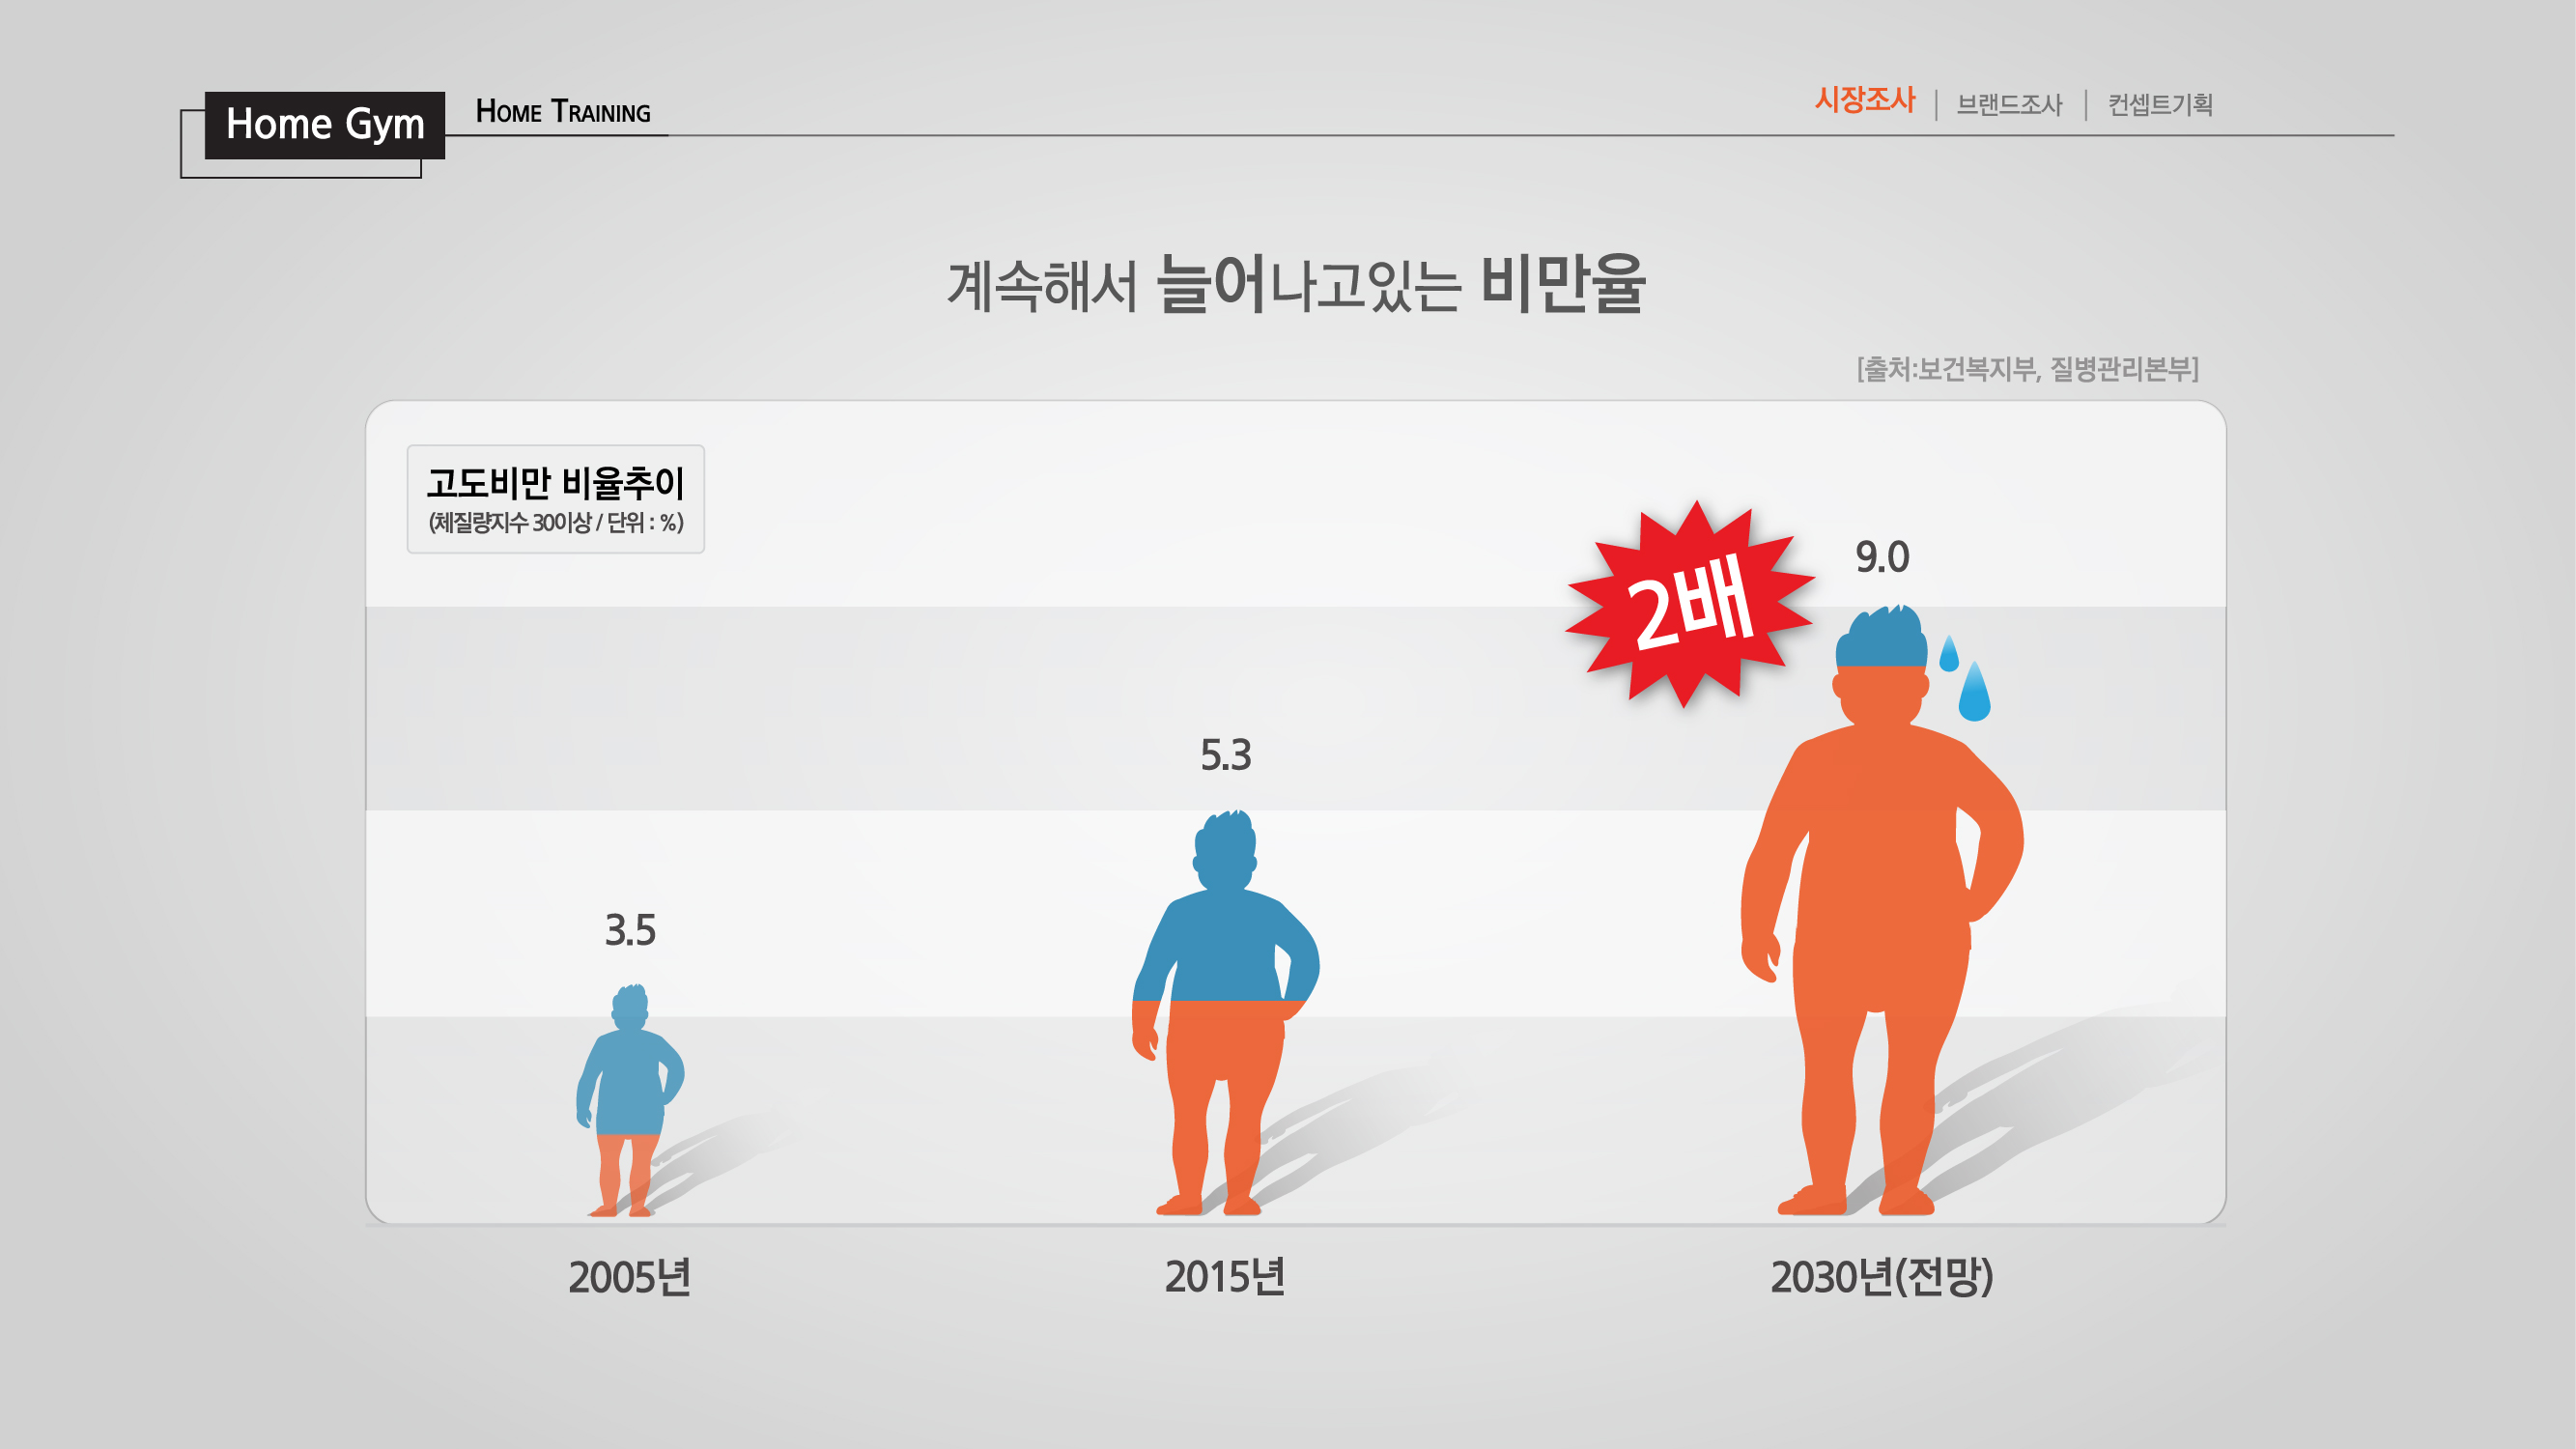 Home Gym
HOME TRAINING
시장조사 | 브랜드조사 | 컨셉트기획
계속해서 늘어나고있는 비만율
[출처:보건복지부, 질병관리본부]
고도비만 비율추이
(체질량지수 30이상 / 단위 : %)
2배
9.0
5.3
3.5
2005년
2015년
2030년(전망)